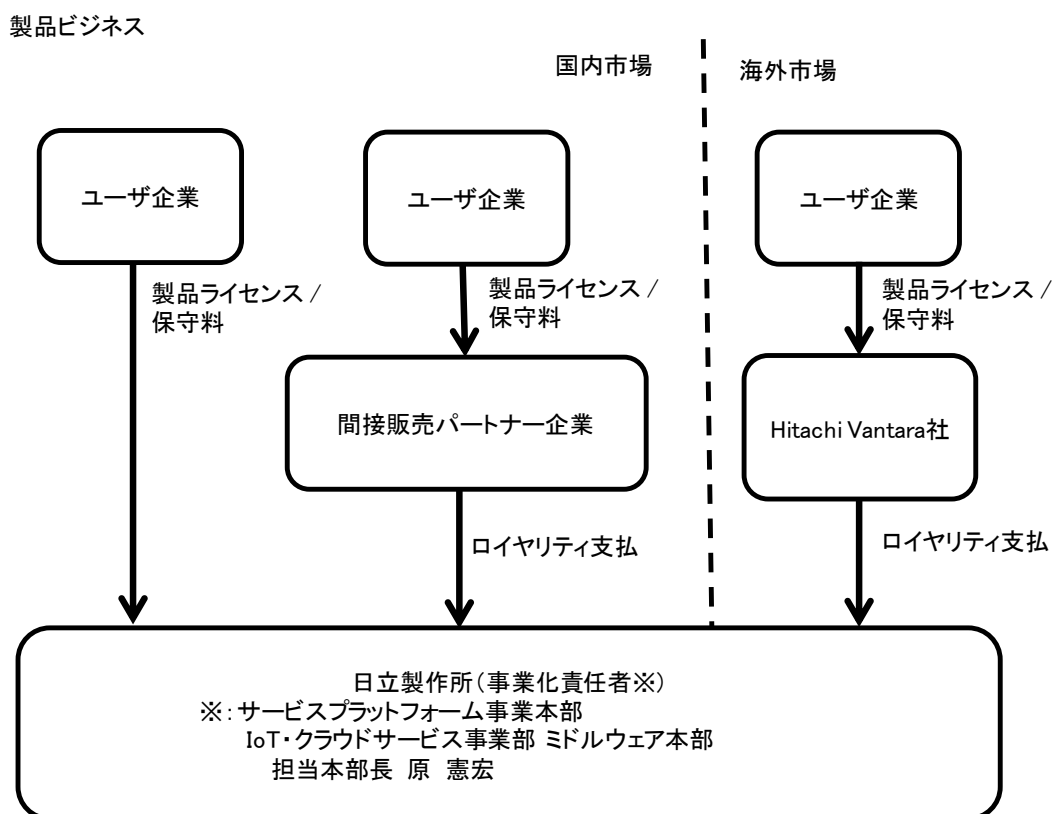 製品ビジネス
国内市場
海外市場
ユーザ企業
ユーザ企業
ユーザ企業
製品ライセンス /
保守料
製品ライセンス /
保守料
製品ライセンス /
保守料
間接販売パートナー企業
Hitachi Vantara社
ロイヤリティ支払
ロイヤリティ支払
日立製作所(事業化責任者※)
※:サービスプラットフォーム事業本部
IoT・クラウドサービス事業部 ミドルウェア本部
担当本部長 原 憲宏